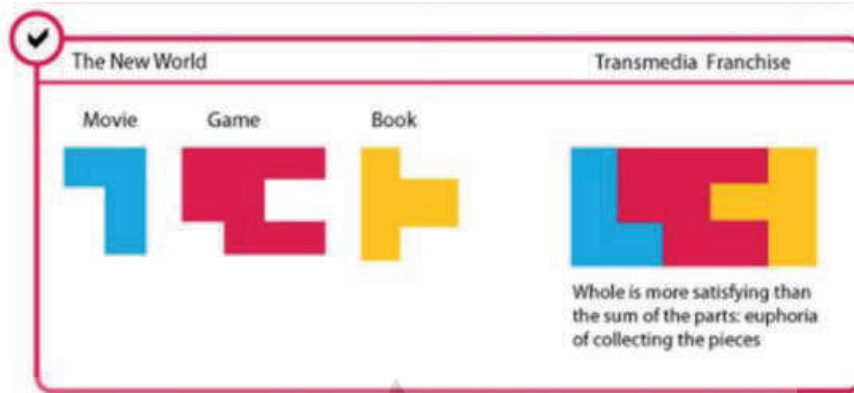 The New World
Transmedia Franchise
Movie
Game
Book
Whole is more satisfying than
the sum of the parts: euphoria
of collecting the pieces